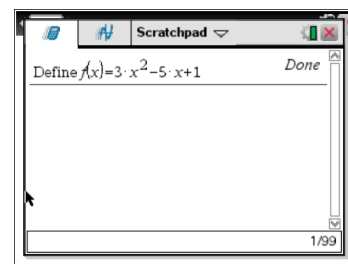 Scratchpad
Define f(x)=3·x²−5·x+1 Done
1/99